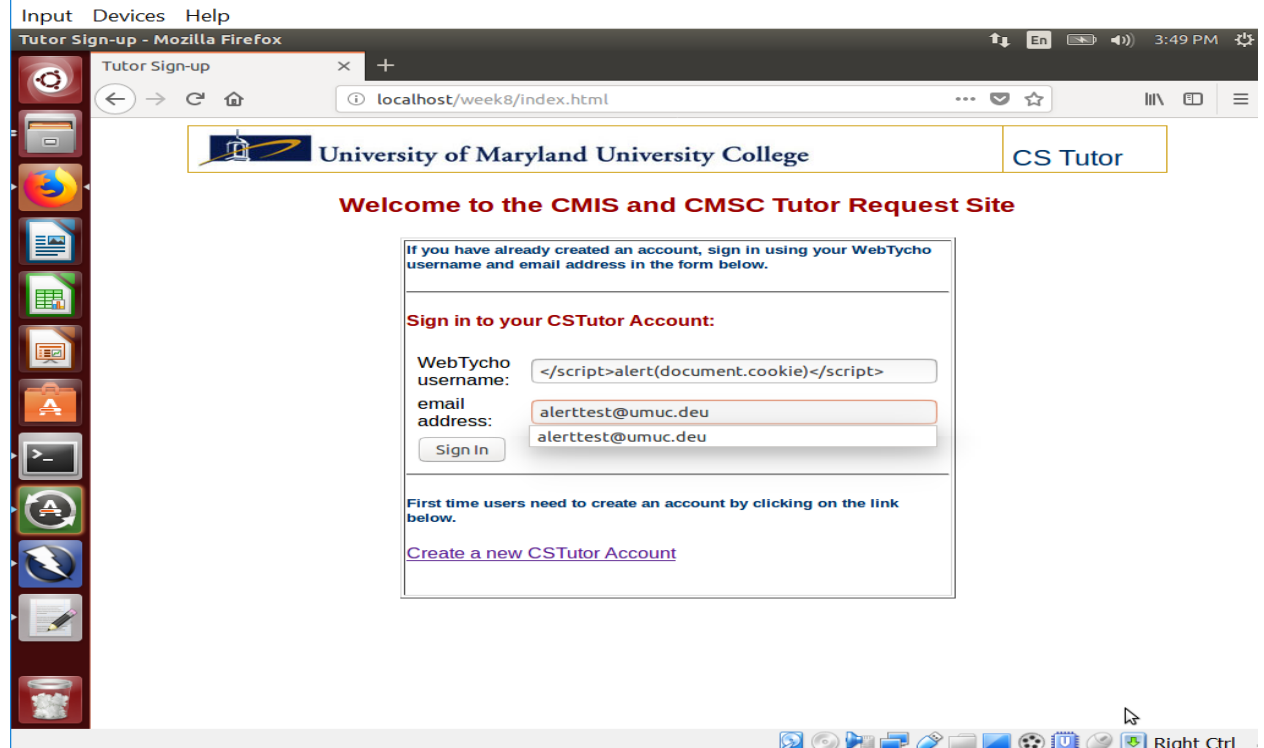 Input Devices Help
Tutor Sign-up - Mozilla Firefox En 3:49 PM
Tutor Sign-up × +
localhost/week8/index.html
University of Maryland University College CS Tutor
Welcome to the CMIS and CMSC Tutor Request Site
If you have already created an account, sign in using your WebTycho
username and email address in the form below.
Sign in to your CSTutor Account:
WebTycho
username:
</script>alert(document.cookie)</script>
email
address:
alerttest@umuc.deu
alerttest@umuc.deu
Sign In
First time users need to create an account by clicking on the link
below.
Create a new CSTutor Account
Right Ctrl